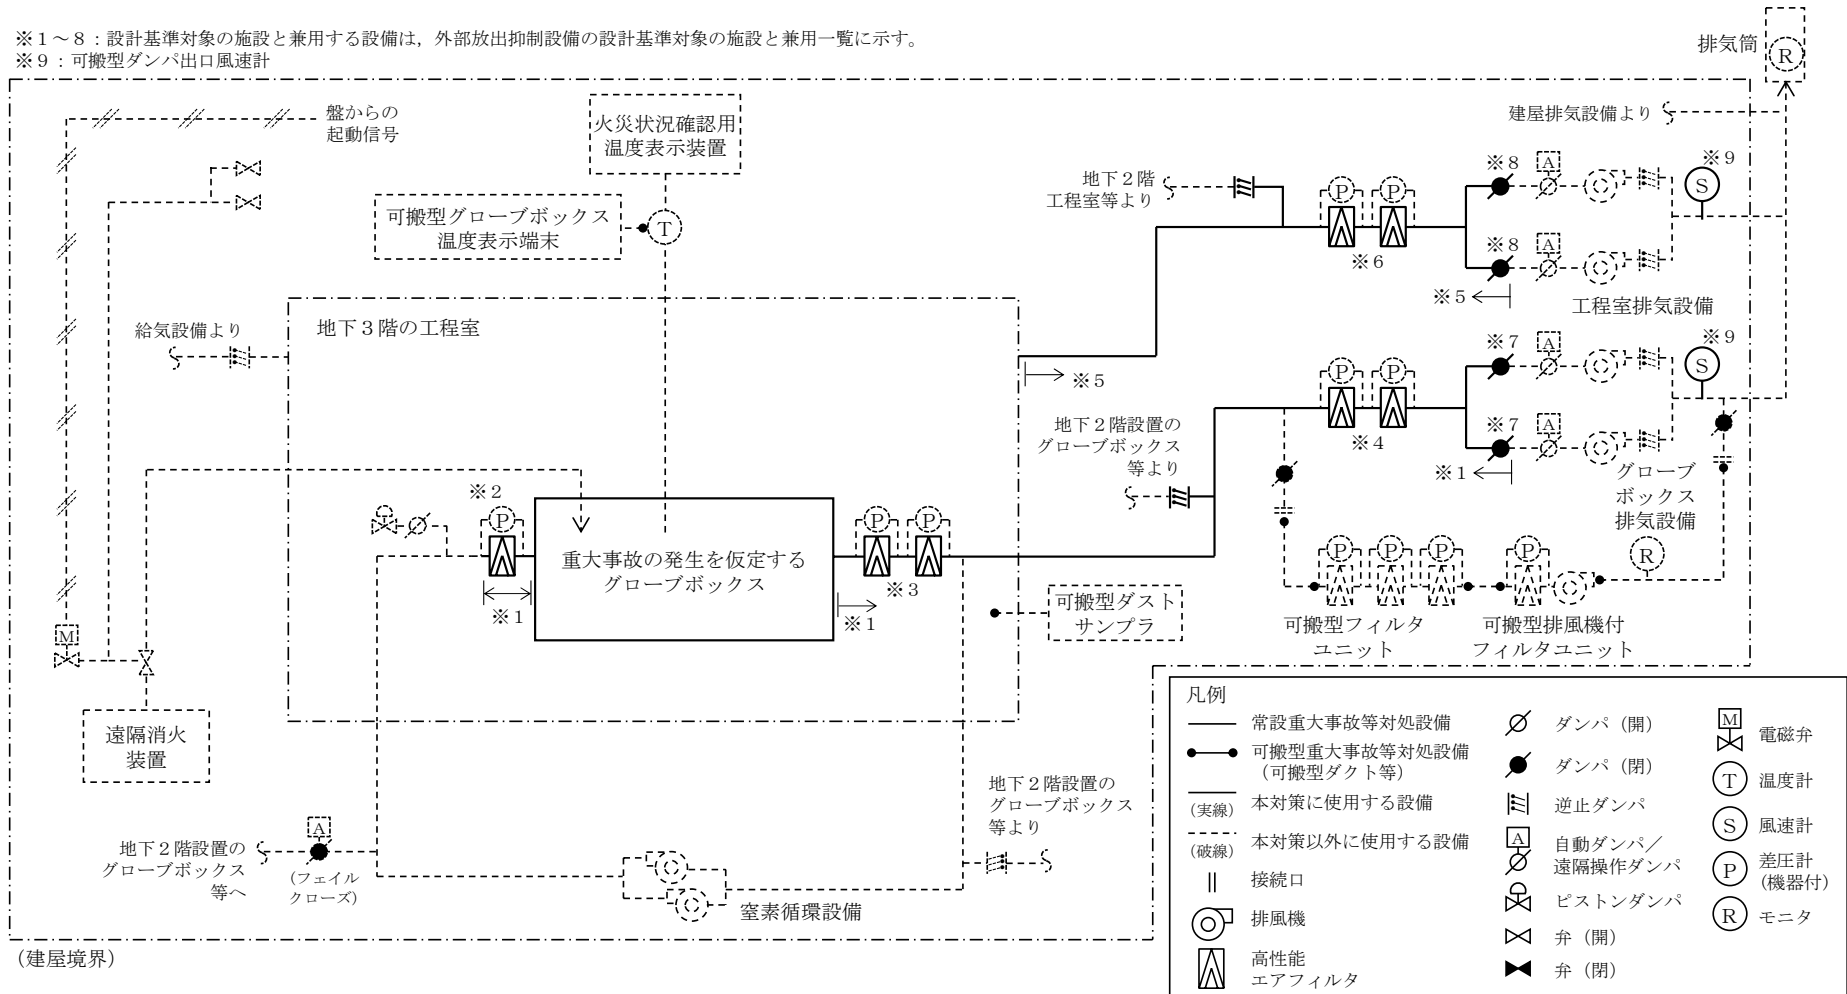 ※１～８：設計基準対象の施設と兼用する設備は，外部放出抑制設備の設計基準対象の施設と兼用一覧に示す。
※９：可搬型ダンパ出口風速計
排気筒
R
盤からの
起動信号
火災状況確認用
温度表示装置
建屋排気設備より
可搬型グローブボックス
温度表示端末
T
地下２階
工程室等より
P
P
※６
※８
A
※９
S
※８
A
※５
工程室排気設備
給気設備より
地下３階の工程室
※５
地下２階設置の
グローブボックス
等より
P
P
※４
※７
A
※９
S
※７
A
※１
グローブ
ボックス
排気設備
※２
P
※１
重大事故の発生を仮定する
グローブボックス
P
P
※３
※１
可搬型ダスト
サンプラ
P
P
P
P
R
可搬型フィルタ
ユニット
可搬型排風機付
フィルタユニット
M
遠隔消火
装置
地下２階設置の
グローブボックス
等へ
A
（フェイル
クローズ）
窒素循環設備
地下２階設置の
グローブボックス
等より
（建屋境界）
凡例
常設重大事故等対処設備
可搬型重大事故等対処設備
（可搬型ダクト等）
（実線）
本対策に使用する設備
（破線）
本対策以外に使用する設備
接続口
排風機
高性能
エアフィルタ
ダンパ（開）
ダンパ（閉）
逆止ダンパ
A
自動ダンパ／
遠隔操作ダンパ
ピストンダンパ
弁（開）
弁（閉）
M
電磁弁
T
温度計
S
風速計
P
差圧計
（機器付）
R
モニタ